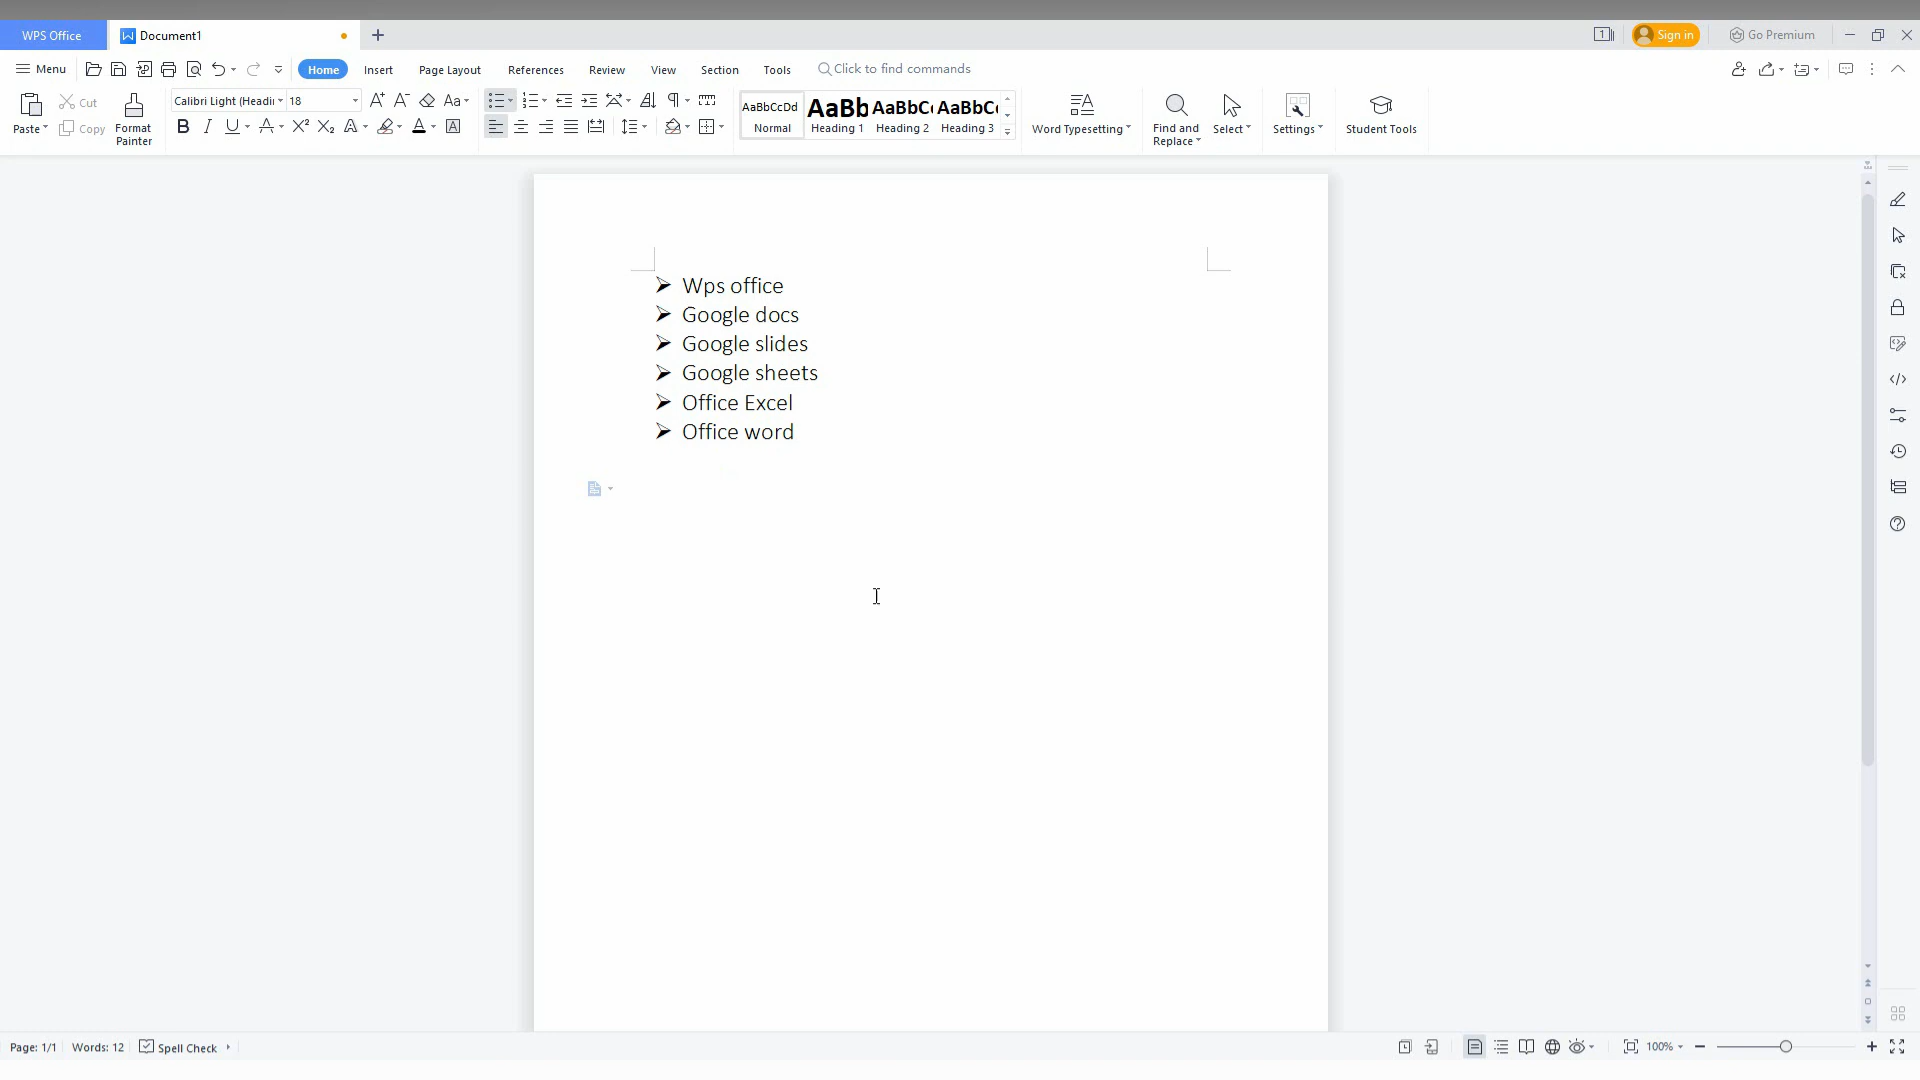 WPS Office
Document1
1
Sign in
Go Premium
Menu
Home
Insert
Page Layout
References
Review
View
Section
Tools
Click to find commands
Paste
Cut
Copy
Format
Painter
Calibri Light (Headi
18
AaBbCcDd
Normal
AaBb
Heading 1
AaBbC
Heading 2
AaBbC
Heading 3
Word Typesetting
Find and
Replace
Select
Settings
Student Tools
➢ Wps office
➢ Google docs
➢ Google slides
➢ Google sheets
➢ Office Excel
➢ Office word
Page: 1/1
Words: 12
Spell Check
100%